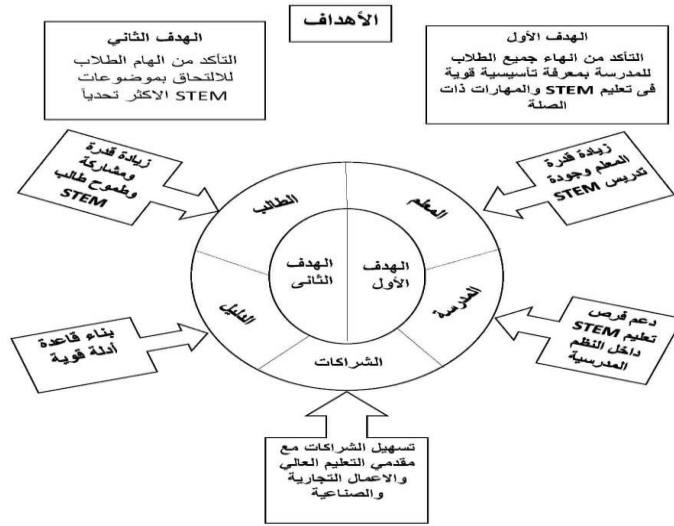 الأهداف
الهدف الأول
التأكد من انهاء جميع الطلاب
للمدرسة بمعرفة تأسيسية قوية
فى تعليم STEM والمهارات ذات
الصلة
الهدف الثاني
التأكد من الهام الطلاب
للالتحاق بموضوعات
STEM الاكثر تحدياً
زيادة قدرة
المعلم وجودة
تدريس STEM
زيادة قدرة
ومشاركة
وطموح طالب
STEM
المعلم
الطالب
الهدف
الأول
الهدف
الثانى
المدرسة
الدليل
الشراكات
دعم فرص
تعليم STEM
داخل النظم
المدرسية
بناء قاعدة
أدلة قوية
تسهيل الشراكات مع
مقدمي التعليم العالي
والاعمال التجارية
والصناعية